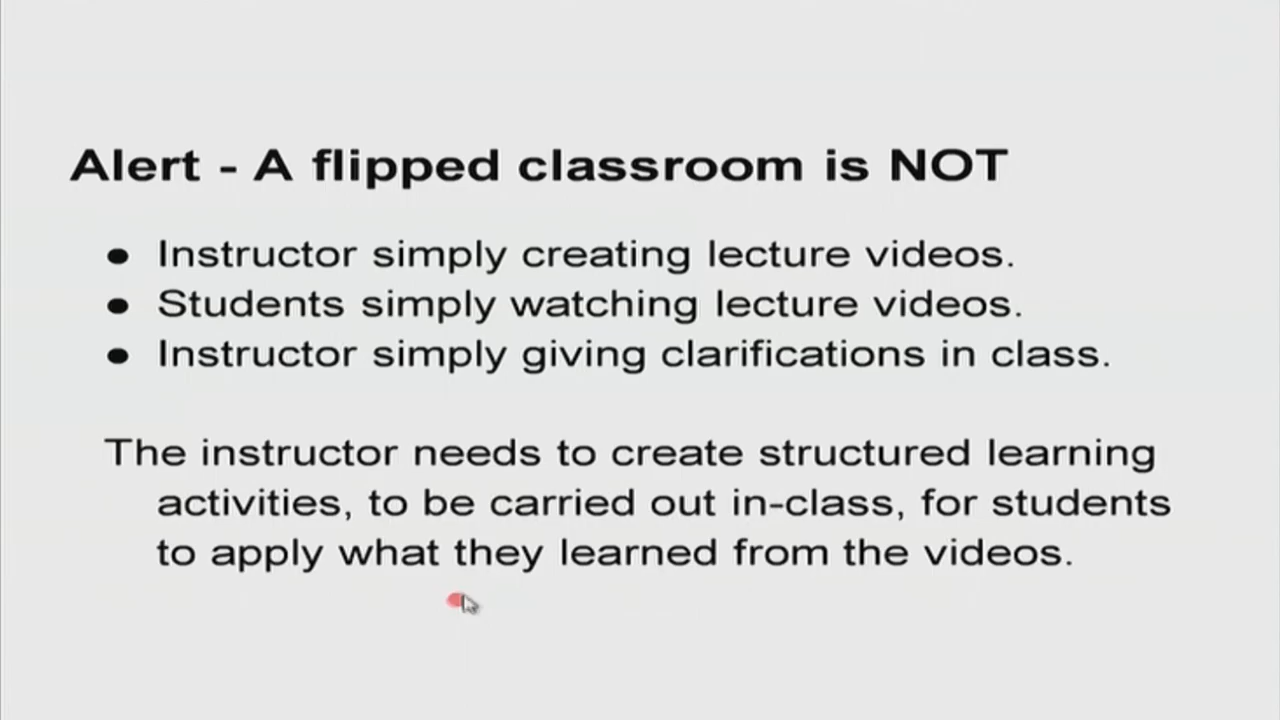 Alert - A flipped classroom is NOT
● Instructor simply creating lecture videos.
● Students simply watching lecture videos.
● Instructor simply giving clarifications in class.
The instructor needs to create structured learning
activities, to be carried out in-class, for students
to apply what they learned from the videos.